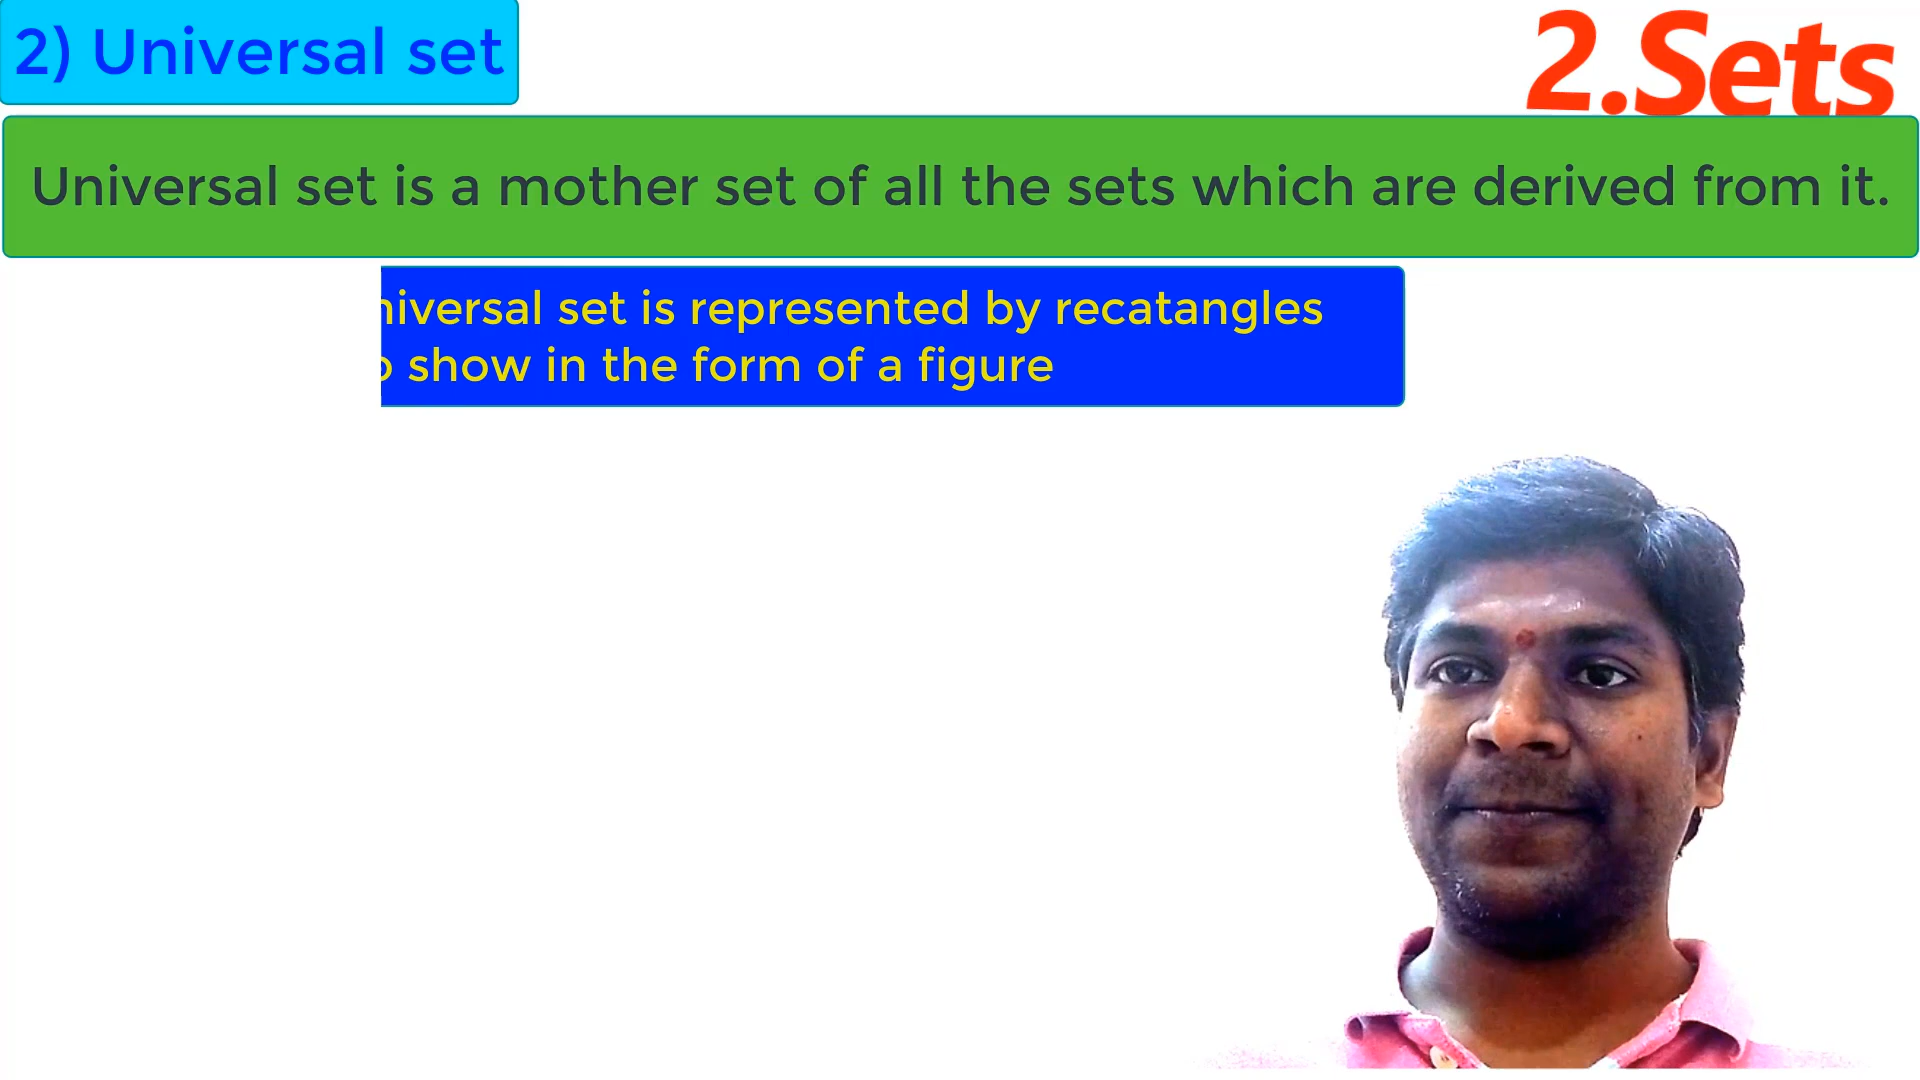 2) Universal set
2.Sets
Universal set is a mother set of all the sets which are derived from it.
niversal set is represented by recatangles
o show in the form of a figure